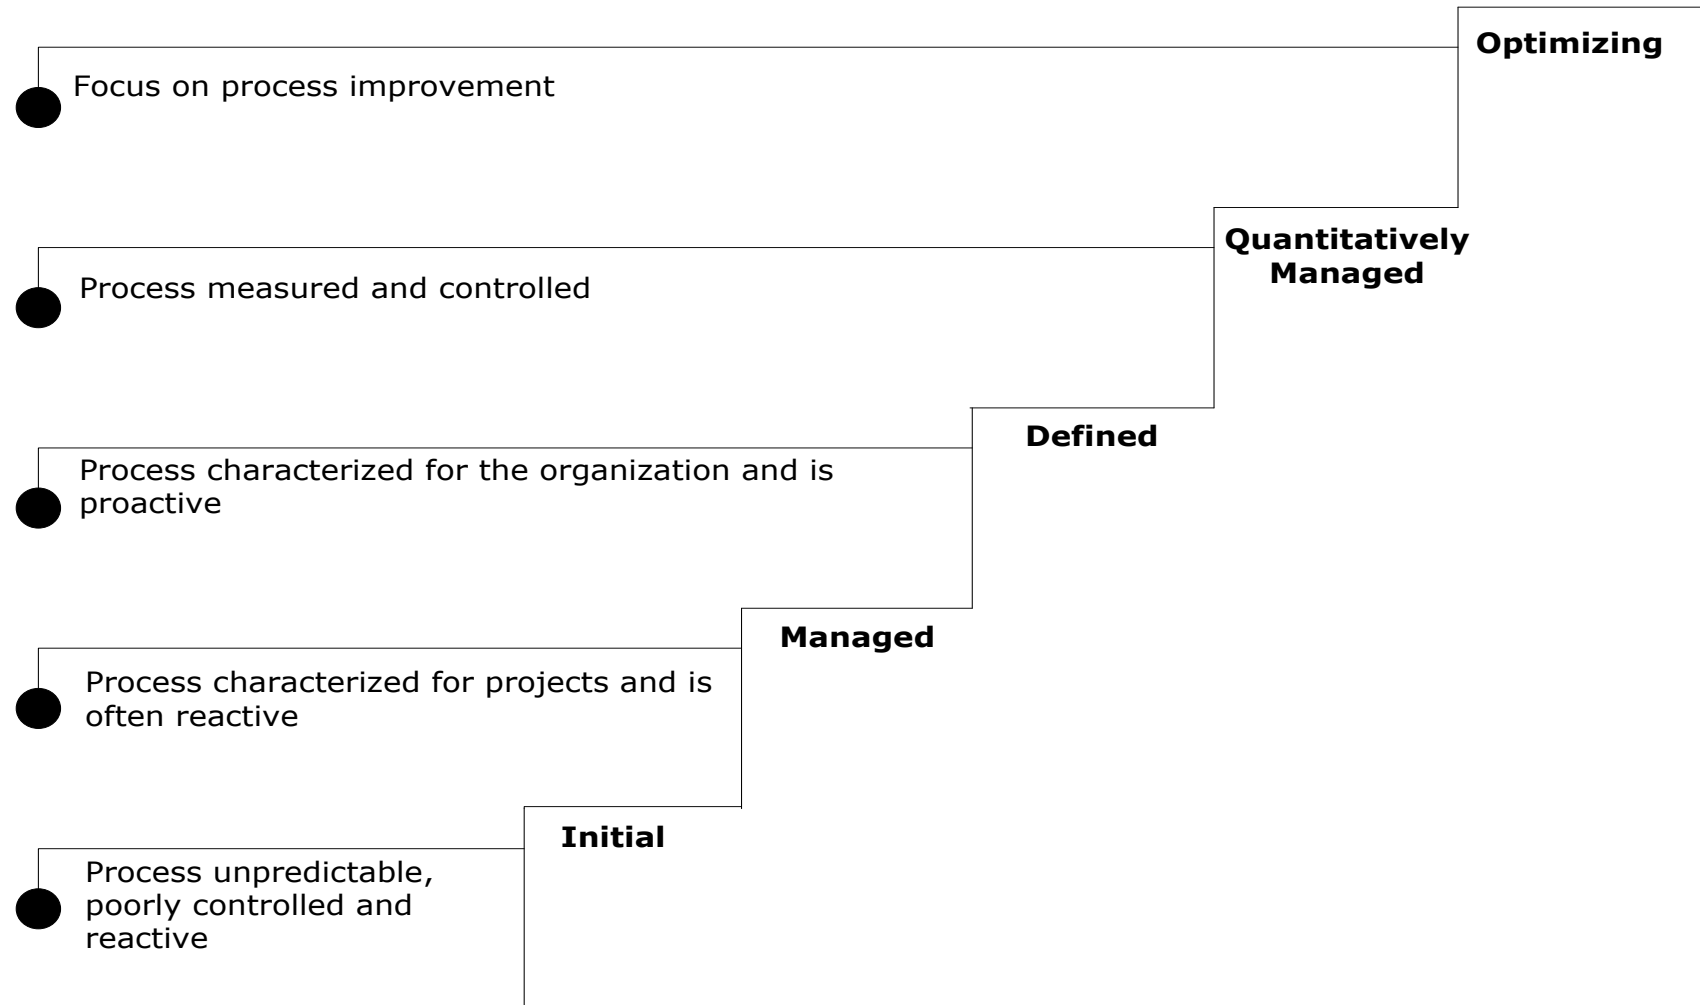 Optimizing
Focus on process improvement
Quantitatively
Managed
Process measured and controlled
Defined
Process characterized for the organization and is
proactive
Managed
Process characterized for projects and is
often reactive
Initial
Process unpredictable,
poorly controlled and
reactive